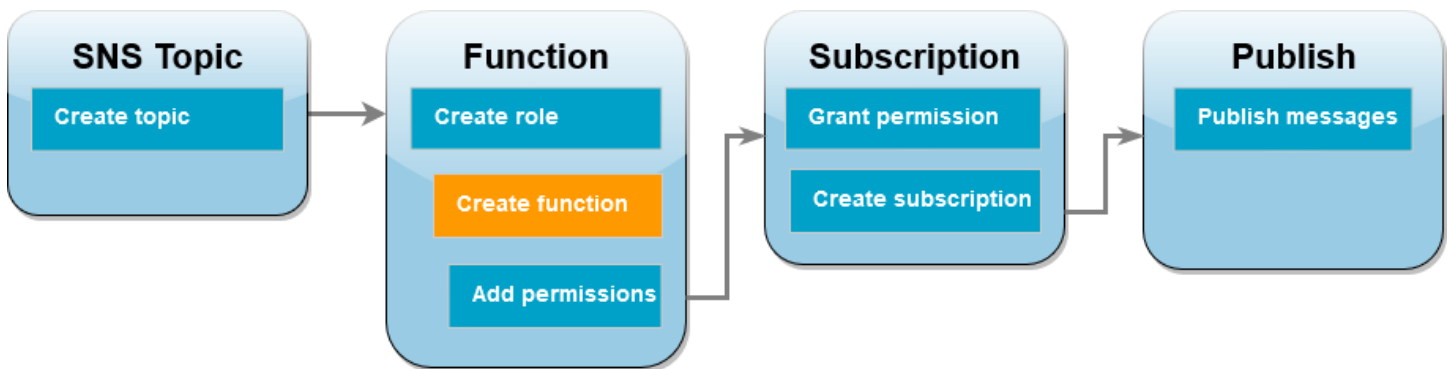 SNS Topic
Create topic
Function
Create role
Create function
Add permissions
Subscription
Grant permission
Create subscription
Publish
Publish messages